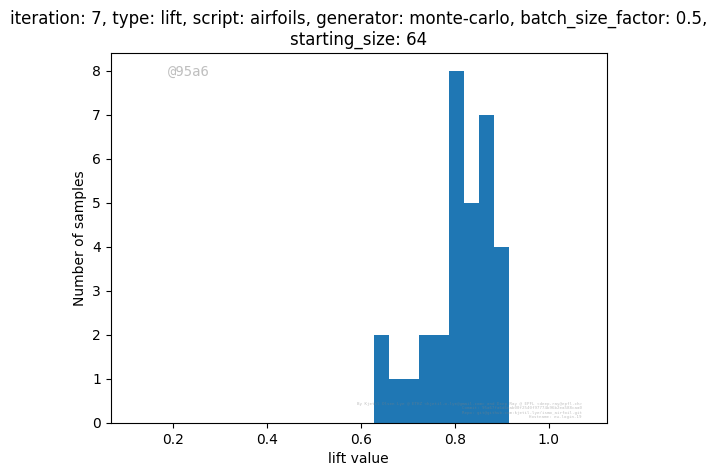 iteration: 7, type: lift, script: airfoils, generator: monte-carlo, batch_size_factor: 0.5,
starting_size: 64
@95a6
8
7
6
5
4
3
2
1
0
Number of samples
0.2 0.4 0.6 0.8 1.0
lift value